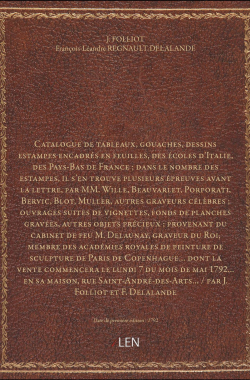 J. FOLLIOT
François-Léandre REGNAULT DELALANDE
CATALOGUE DE TABLEAUX, GOUACHES, DESSINS
ESTAMPES ENCADRÉS EN FEUILLES, DES ÉCOLES D'ITALIE,
DES PAYS-BAS DE FRANCE ; DANS LE NOMBRE DES
ESTAMPES, IL S'EN TROUVE PLUSIEURS ÉPREUVES AVANT
LA LETTRE, PAR MM. WILLE, BEAUVARLET, PORPORATI,
BERVIC, BLOT, MULLER, AUTRES GRAVEURS CÉLÈBRES ;
OUVRAGES SUITES DE VIGNETTES, FONDS DE PLANCHES
GRAVÉES, AUTRES OBJETS PRÉCIEUX : PROVENANT DU
CABINET DE FEU M. DELAUNAY, GRAVEUR DU ROI,
MEMBRE DES ACADÉMIES ROYALES DE PEINTURE DE
SCULPTURE DE PARIS DE COPENHAGUE... DONT LA
VENTE COMMENCERA LE LUNDI 7 DU MOIS DE MAI 1792...
EN SA MAISON, RUE SAINT-ANDRÉ-DES-ARTS... / PAR J.
FOLLIOT ET F. DELALANDE
Date de première édition : 1792
LEN